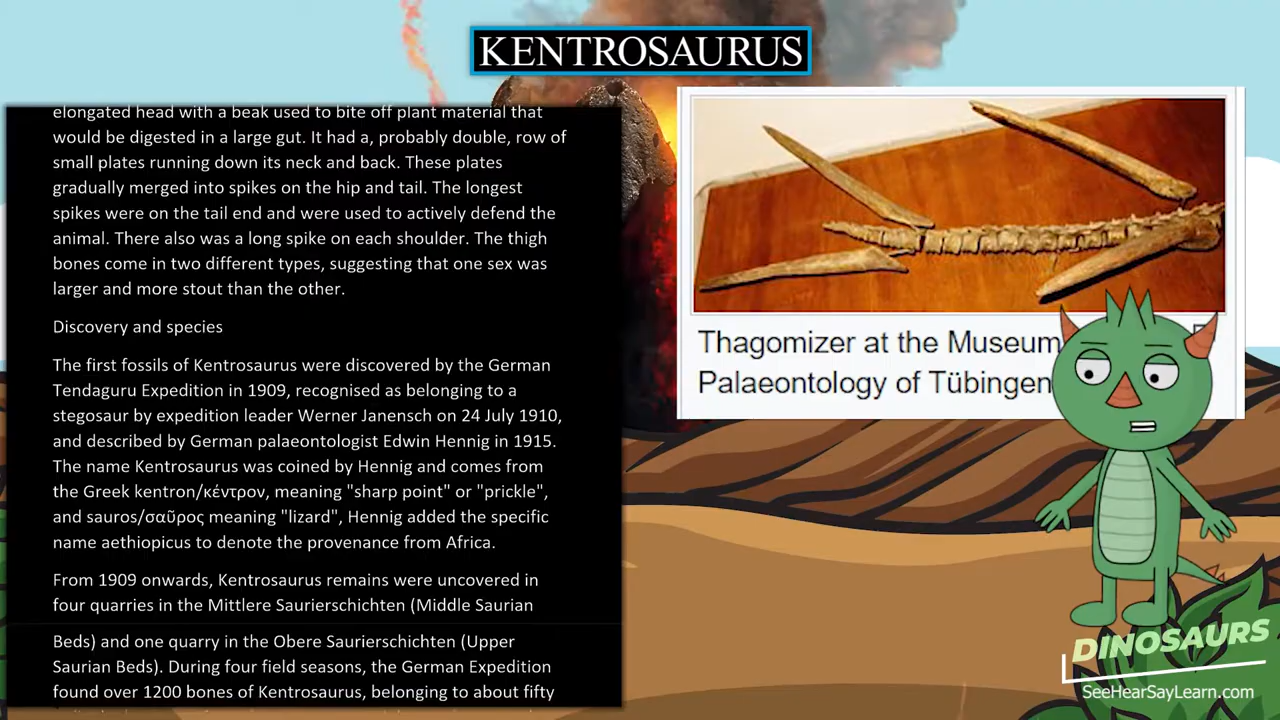 KENTROSAURUS
elongated head with a beak used to bite off plant material that
would be digested in a large gut. It had a, probably double, row of
small plates running down its neck and back. These plates
gradually merged into spikes on the hip and tail. The longest
spikes were on the tail end and were used to actively defend the
animal. There also was a long spike on each shoulder. The thigh
bones come in two different types, suggesting that one sex was
larger and more stout than the other.
Discovery and species
The first fossils of Kentrosaurus were discovered by the German
Tendaguru Expedition in 1909, recognised as belonging to a
stegosaur by expedition leader Werner Janensch on 24 July 1910,
and described by German palaeontologist Edwin Hennig in 1915.
The name Kentrosaurus was coined by Hennig and comes from
the Greek kentron/κέντρον, meaning "sharp point" or "prickle",
and sauros/σαῦρος meaning "lizard", Hennig added the specific
name aethiopicus to denote the provenance from Africa.
From 1909 onwards, Kentrosaurus remains were uncovered in
four quarries in the Mittlere Saurierschichten (Middle Saurian
Beds) and one quarry in the Obere Saurierschichten (Upper
Saurian Beds). During four field seasons, the German Expedition
found over 1200 bones of Kentrosaurus, belonging to about fifty
Thagomizer at the Museum
Palaeontology of Tübingen
DINOSAURS
SeeHearSayLearn.com